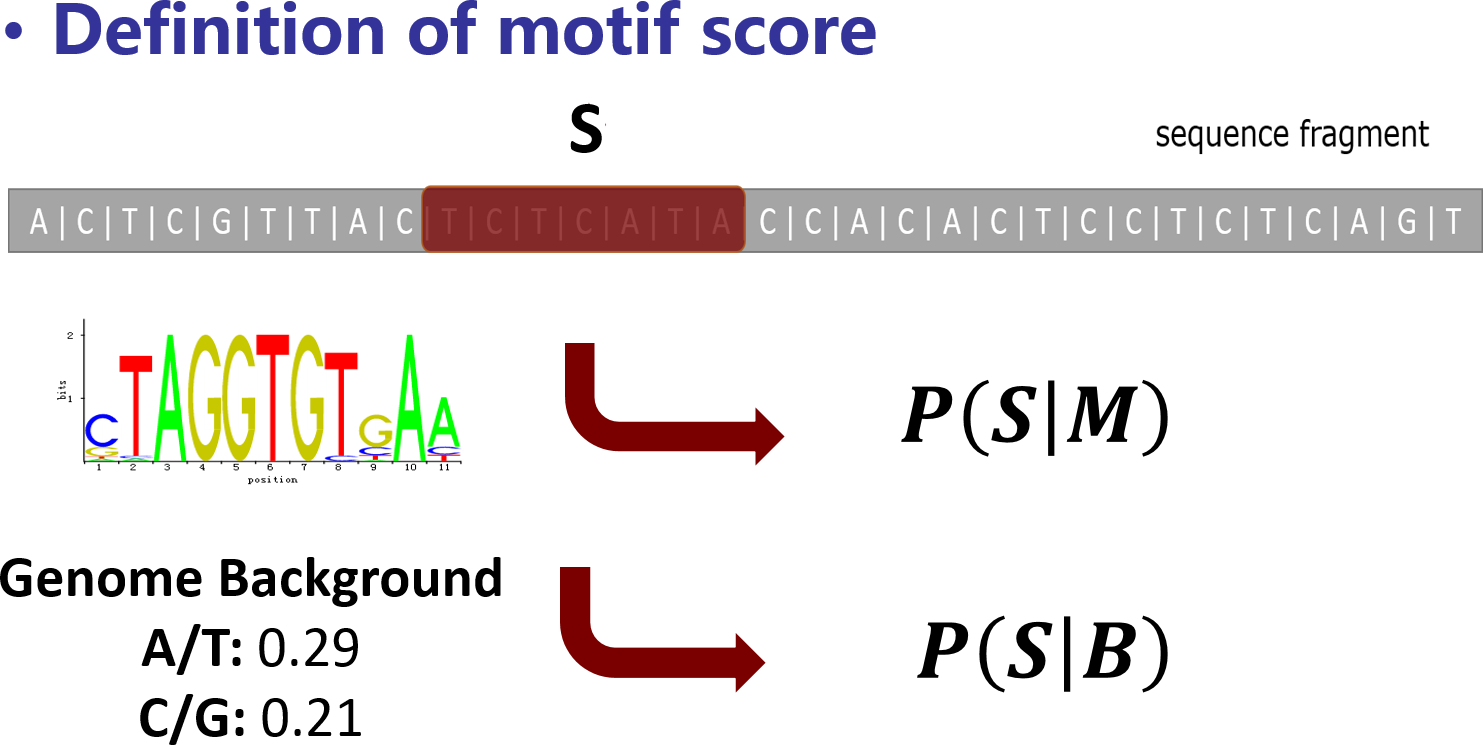 • Definition of motif score
S
sequence fragment
A|C|T|C|G|T|T|A|C|T|C|T|C|A|T|A|C|C|A|C|A|C|T|C|C|T|C|T|C|A|G|T
2
bits
1
CTAGGTGTGAA
1 2 3 4 5 6 7 8 9 10 11
position
P(S|M)
Genome Background
A/T: 0.29
C/G: 0.21
P(S|B)